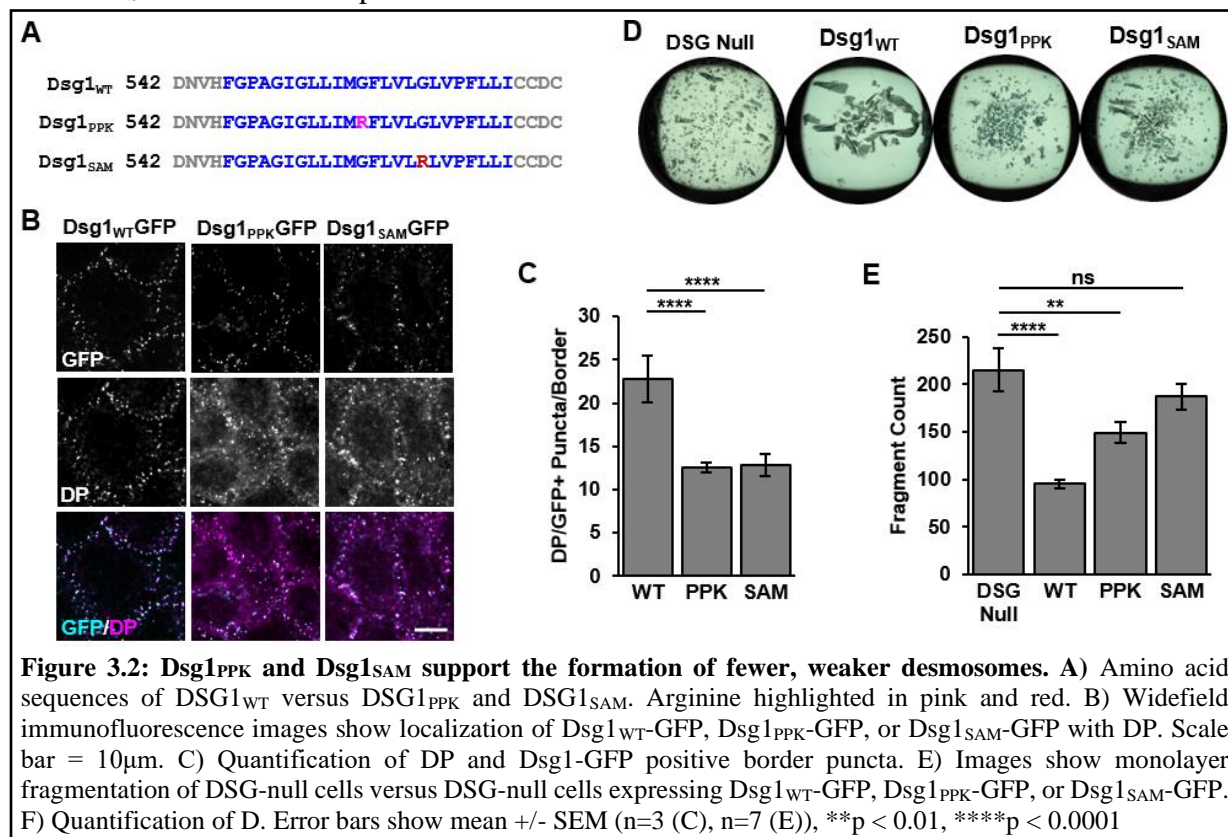 A
Dsg1WT 542 DNVHFGPAGIGLLIMGFLVLGLVPFLLICCDC
Dsg1PPK 542 DNVHFGPAGIGLLIMRFLVLGLVPFLLICCDC
Dsg1SAM 542 DNVHFGPAGIGLLIMGFLVLRLVPFLLICCDC
B
Dsg1WTGFP Dsg1PPKGFP Dsg1SAMGFP
GFP
DP
GFP/DP
C
****
****
DP/GFP+ Puncta/Border
30
25
20
15
10
5
0
WT PPK SAM
D
DSG Null Dsg1WT Dsg1PPK Dsg1SAM
E
ns
**
****
Fragment Count
250
200
150
100
50
0
DSG Null WT PPK SAM
Figure 3.2: Dsg1PPK and Dsg1SAM support the formation of fewer, weaker desmosomes. A) Amino acid
sequences of DSG1WT versus DSG1PPK and DSG1SAM. Arginine highlighted in pink and red. B) Widefield
immunofluorescence images show localization of Dsg1WT-GFP, Dsg1PPK-GFP, or Dsg1SAM-GFP with DP. Scale
bar = 10μm. C) Quantification of DP and Dsg1-GFP positive border puncta. E) Images show monolayer
fragmentation of DSG-null cells versus DSG-null cells expressing Dsg1WT-GFP, Dsg1PPK-GFP, or Dsg1SAM-GFP.
F) Quantification of D. Error bars show mean +/- SEM (n=3 (C), n=7 (E)), **p < 0.01, ****p < 0.0001